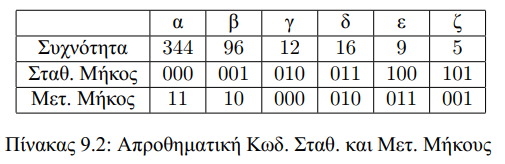 α β γ δ ε ζ
Συχνότητα 344 96 12 16 9 5
Σταθ. Μήκος 000 001 010 011 100 101
Μετ. Μήκος 11 10 000 010 011 001
Πίνακας 9.2: Απροθηματική Κωδ. Σταθ. και Μετ. Μήκους